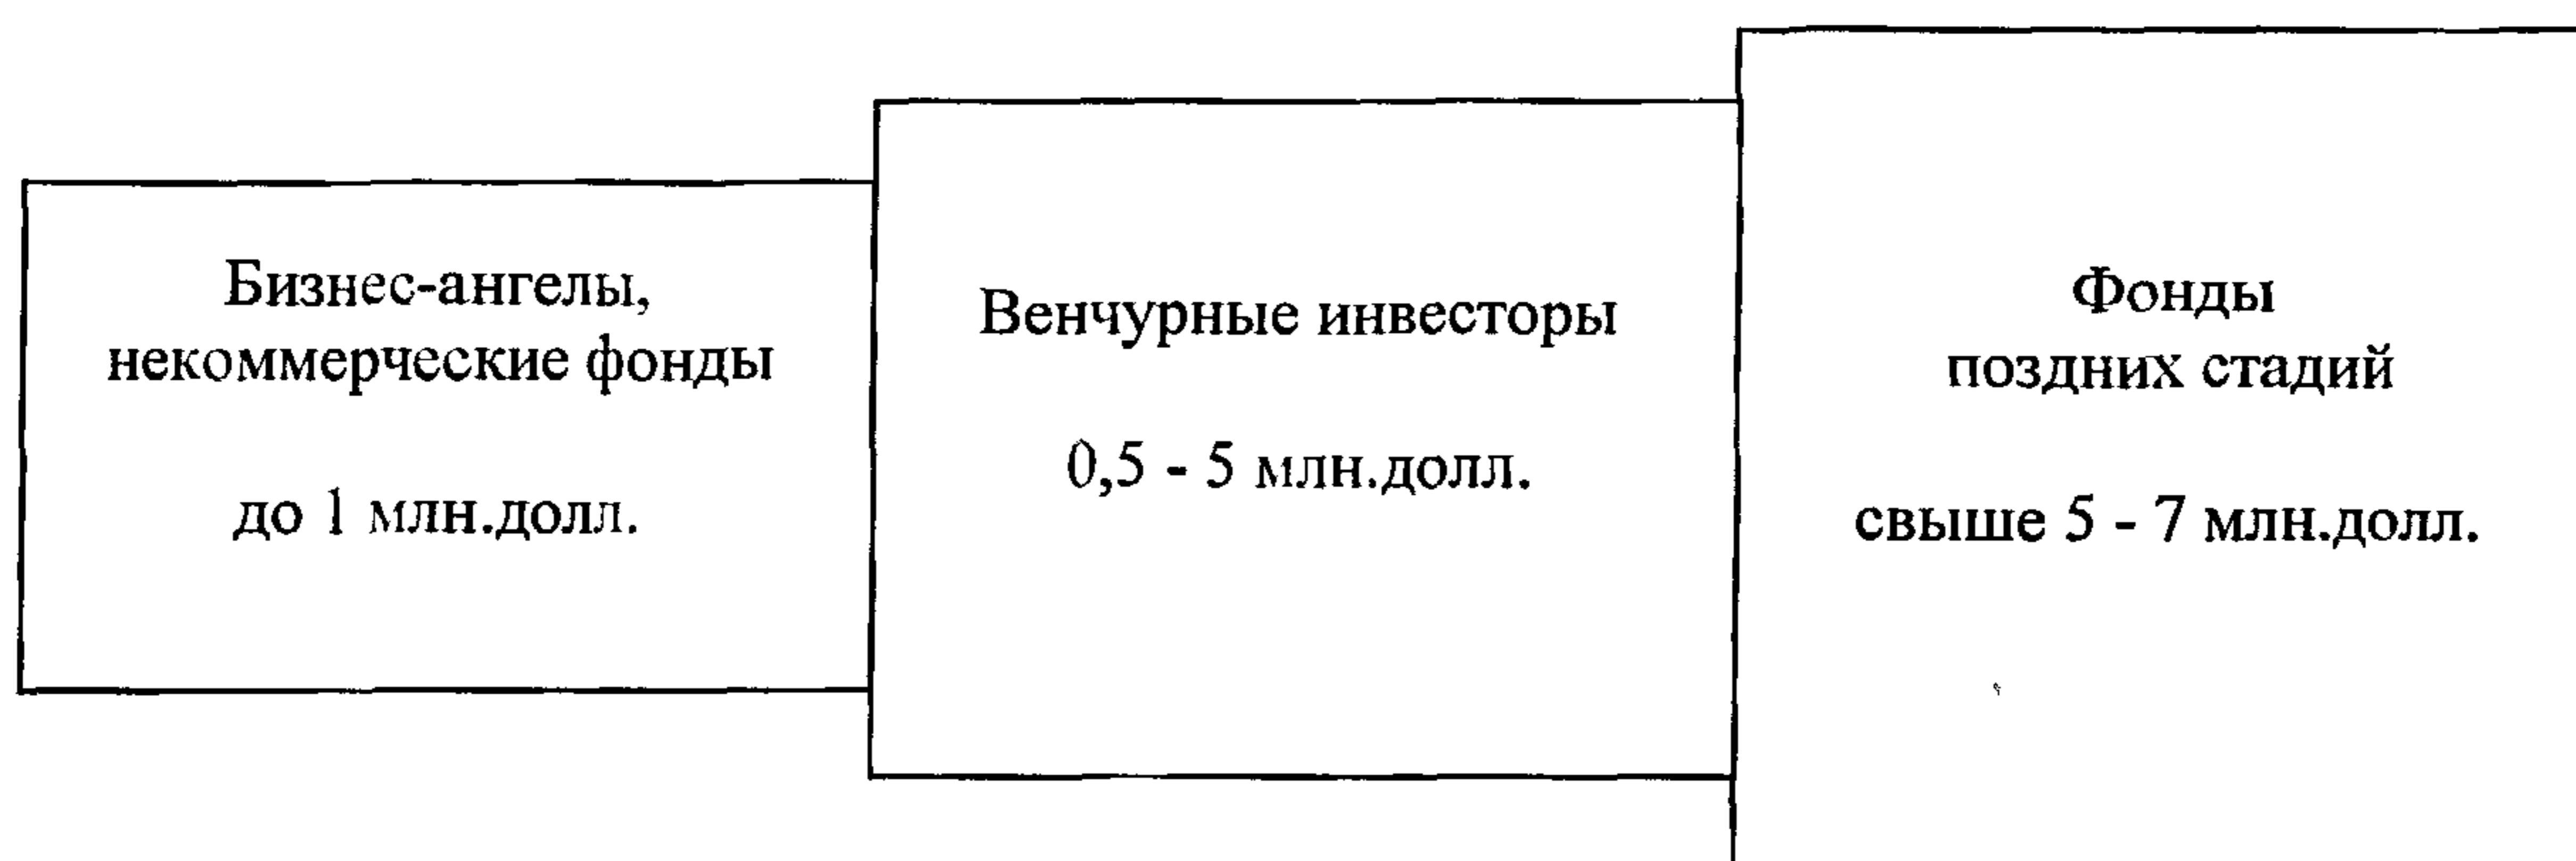 Бизнес-ангелы,
некоммерческие фонды
до 1 млн.долл.
Венчурные инвесторы
0,5 - 5 млн.долл.
Фонды
поздних стадий
свыше 5 - 7 млн.долл.